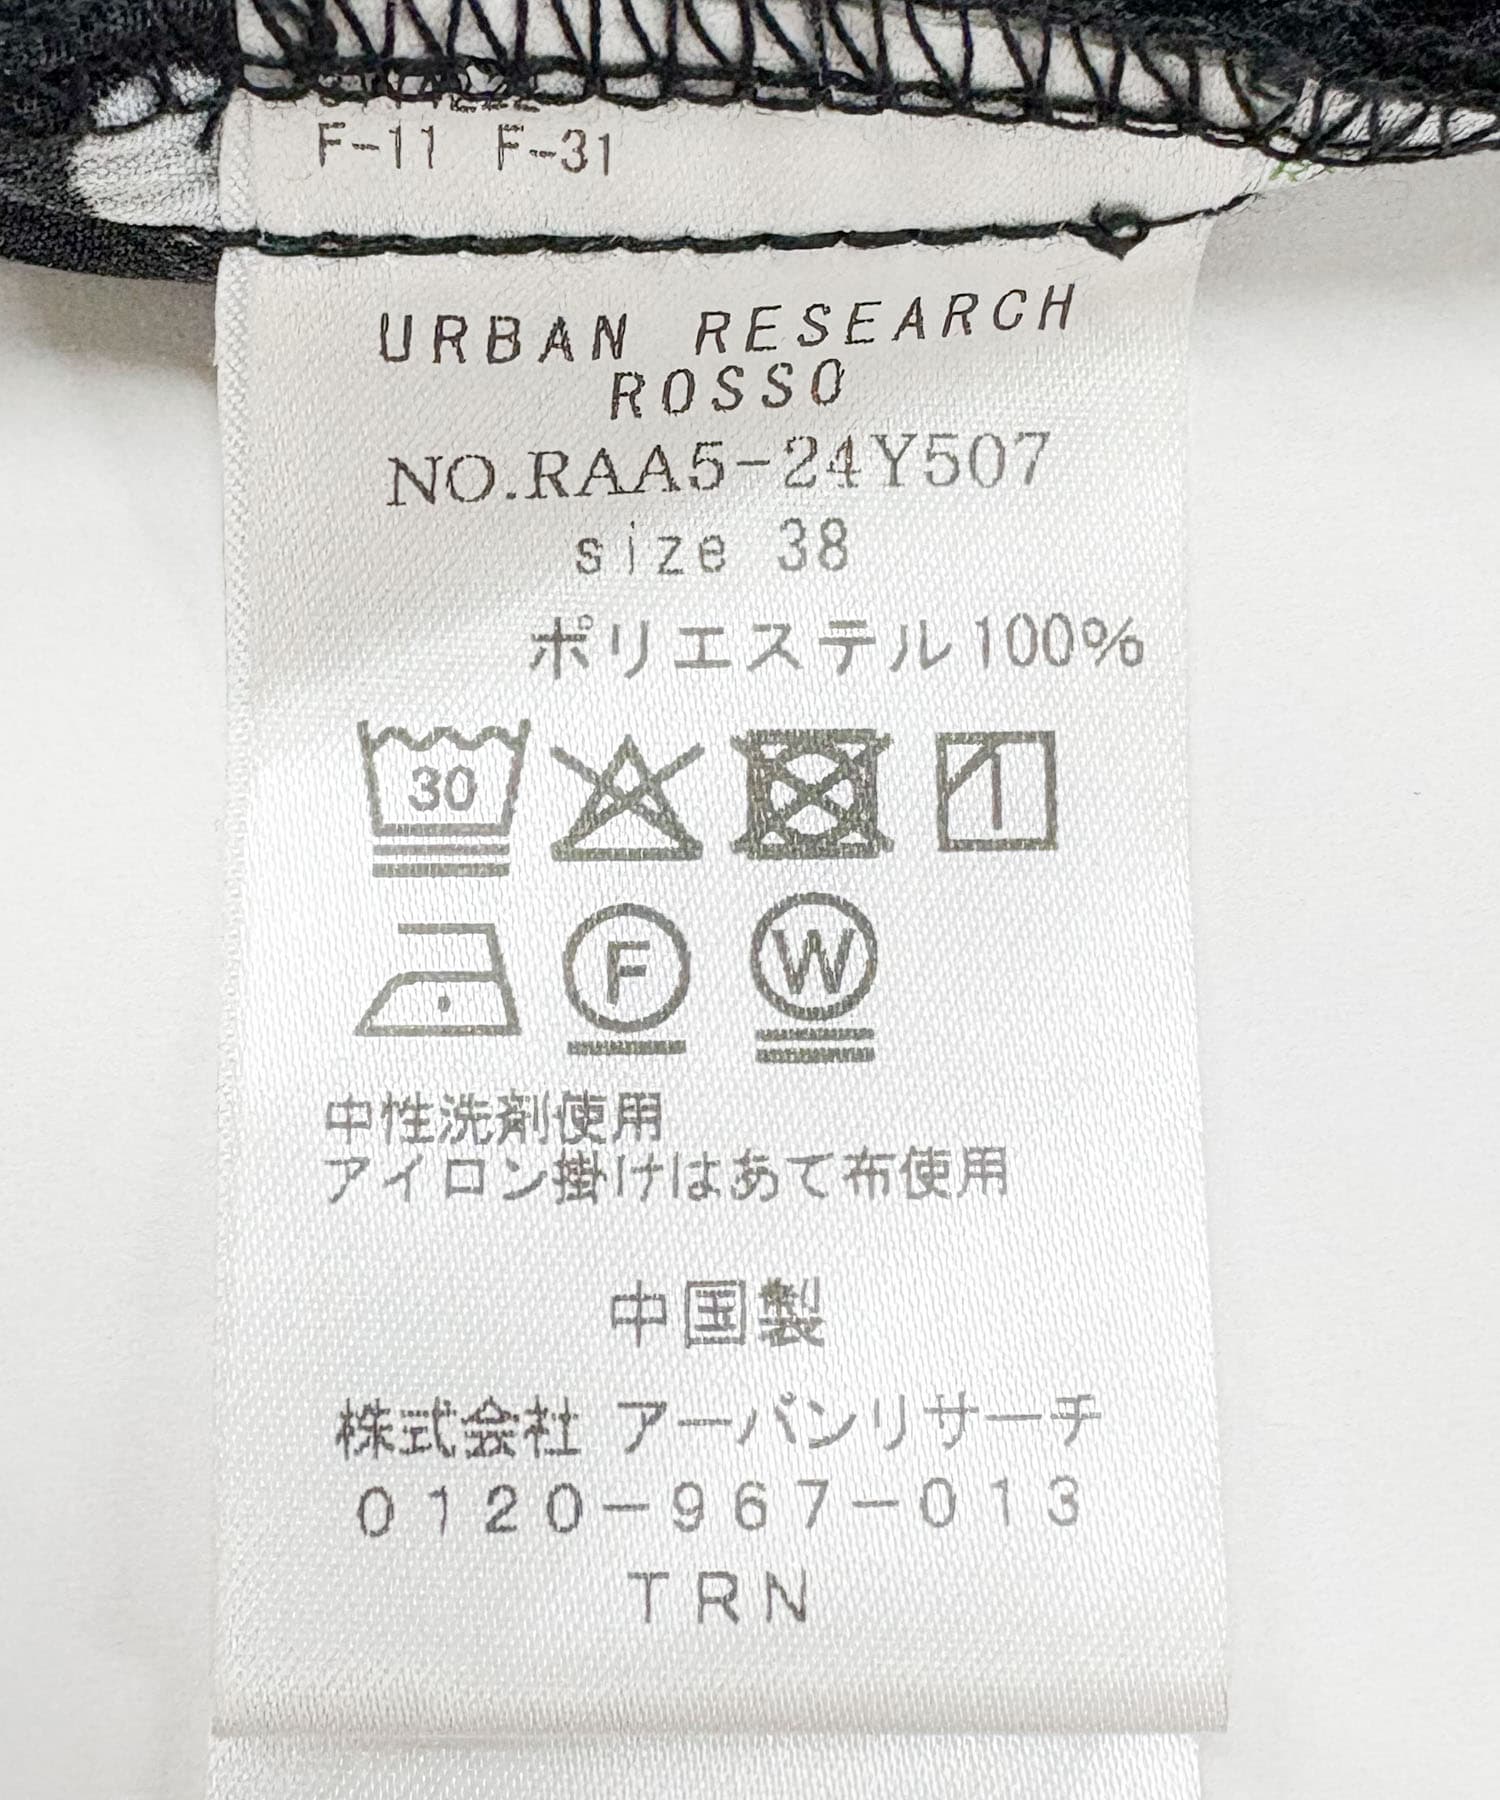 F-11 F-31
URBAN RESEARCH
ROSSO
NO.RAA5-24Y507
size 38
ポリエステル100%
30
F
W
中性洗剤使用
アイロン掛けはあて布使用
中国製
株式会社 アーバンリサーチ
0120-967-013
TRN